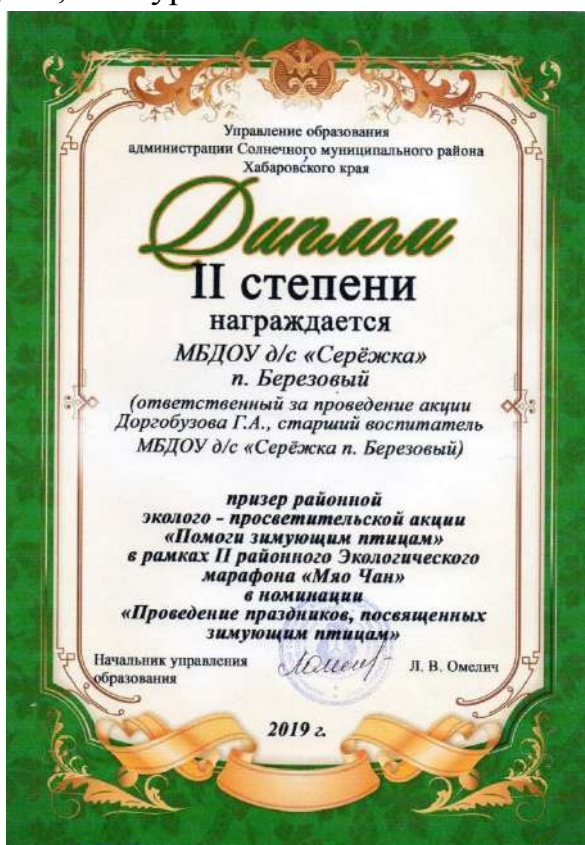 Управление образования
администрации Солнечного муниципального района
Хабаровского края
Диплом
II степени
награждается
МБДОУ д/с «Серёжка»
п. Березовый
(ответственный за проведение акции
Доргобузова Г.А., старший воспитатель
МБДОУ д/с «Серёжка п. Березовый)
призер районной
эколого - просветительской акции
«Помоги зимующим птицам»
в рамках II районного Экологического
марафона «Мяо Чан»
в номинации
«Проведение праздников, посвященных
зимующим птицам»
Начальник управления
образования
Л. В. Омелич
2019 г.